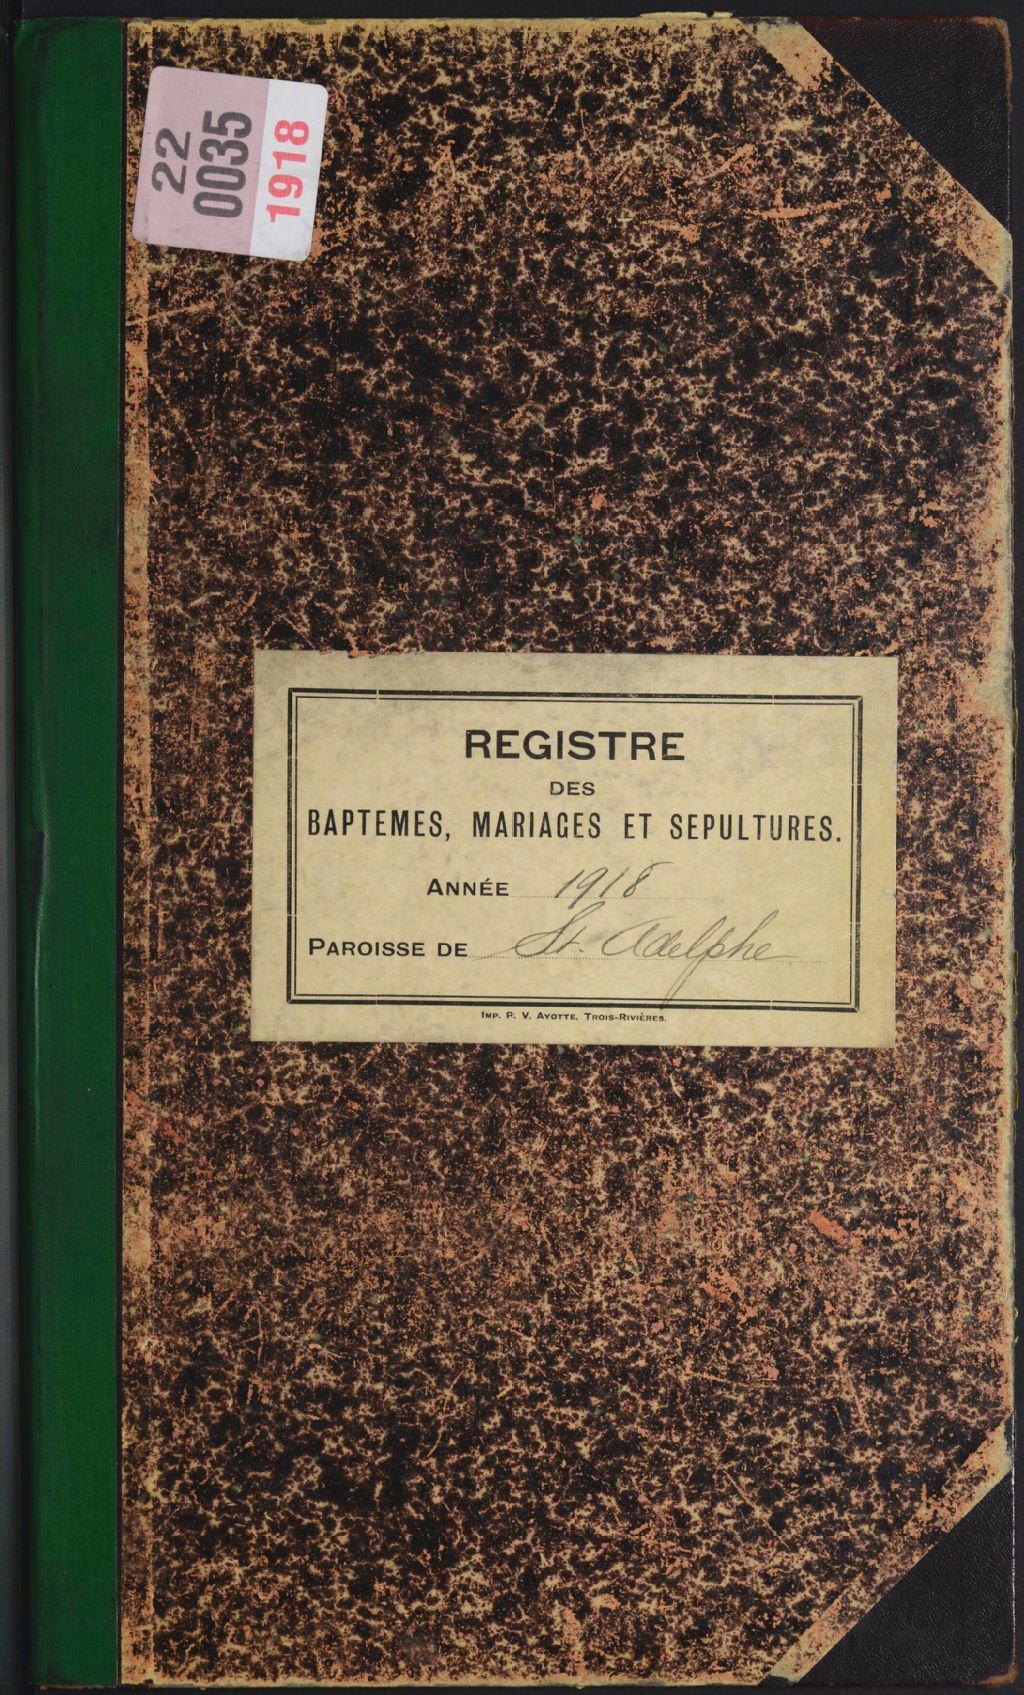 22
0035
1918
REGISTRE
DES
BAPTEMES, MARIAGES ET SEPULTURES.
ANNÉE 1918
PAROISSE DE St. Adelphe
IMP. P. V. AYOTTE, TROIS-RIVIÈRES.